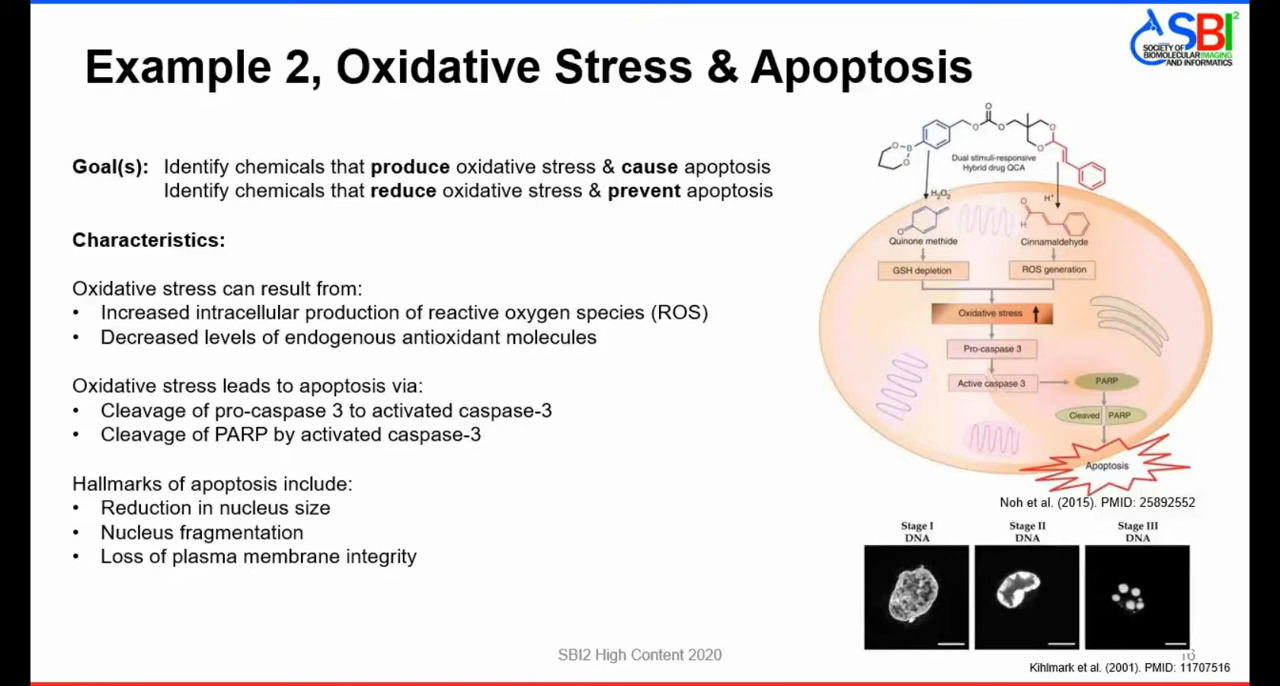 SBI²
SOCIETY OF
BIOMOLECULAR IMAGING
AND INFORMATICS
Example 2, Oxidative Stress & Apoptosis
Goal(s): Identify chemicals that produce oxidative stress & cause apoptosis
Identify chemicals that reduce oxidative stress & prevent apoptosis
Characteristics:
Oxidative stress can result from:
• Increased intracellular production of reactive oxygen species (ROS)
• Decreased levels of endogenous antioxidant molecules
Oxidative stress leads to apoptosis via:
• Cleavage of pro-caspase 3 to activated caspase-3
• Cleavage of PARP by activated caspase-3
Hallmarks of apoptosis include:
• Reduction in nucleus size
• Nucleus fragmentation
• Loss of plasma membrane integrity
O
O O
O B
O
O
O
Dual stimuli-responsive
Hybrid drug QCA
H₂O₂ H⁺
O
H
O
Quinone methide Cinnamaldehyde
GSH depletion ROS generation
Oxidative stress
Pro-caspase 3
Active caspase 3 PARP
Cleaved PARP
Apoptosis
Noh et al. (2015). PMID: 25892552
Stage I Stage II Stage III
DNA DNA DNA
SBI2 High Content 2020
16
Kihlmark et al. (2001). PMID: 11707516